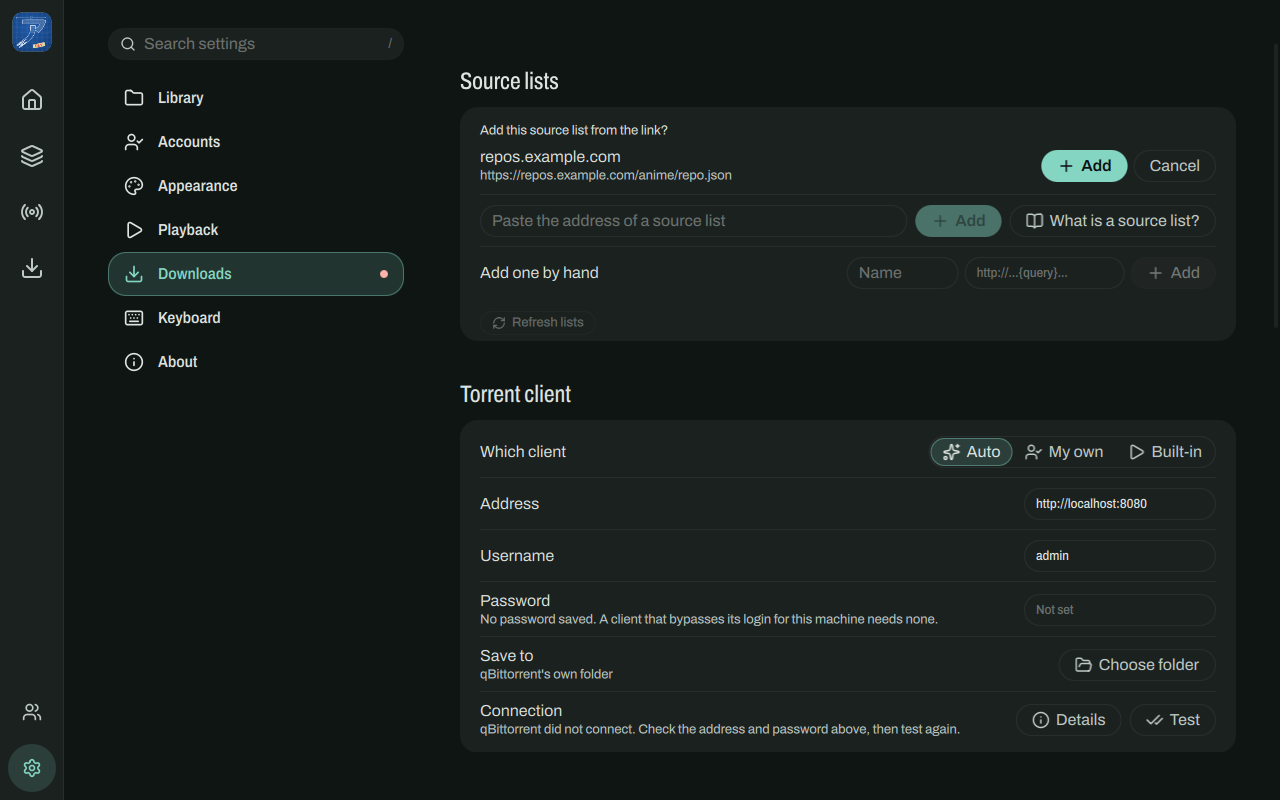 Search settings /
Library
Accounts
Appearance
Playback
Downloads
Keyboard
About
Source lists
Add this source list from the link?
repos.example.com
https://repos.example.com/anime/repo.json
Add
Cancel
Paste the address of a source list
Add
What is a source list?
Add one by hand
Name
http://...{query}...
Add
Refresh lists
Torrent client
Which client
Auto
My own
Built-in
Address
http://localhost:8080
Username
admin
Password
No password saved. A client that bypasses its login for this machine needs none.
Not set
Save to
qBittorrent's own folder
Choose folder
Connection
qBittorrent did not connect. Check the address and password above, then test again.
Details
Test